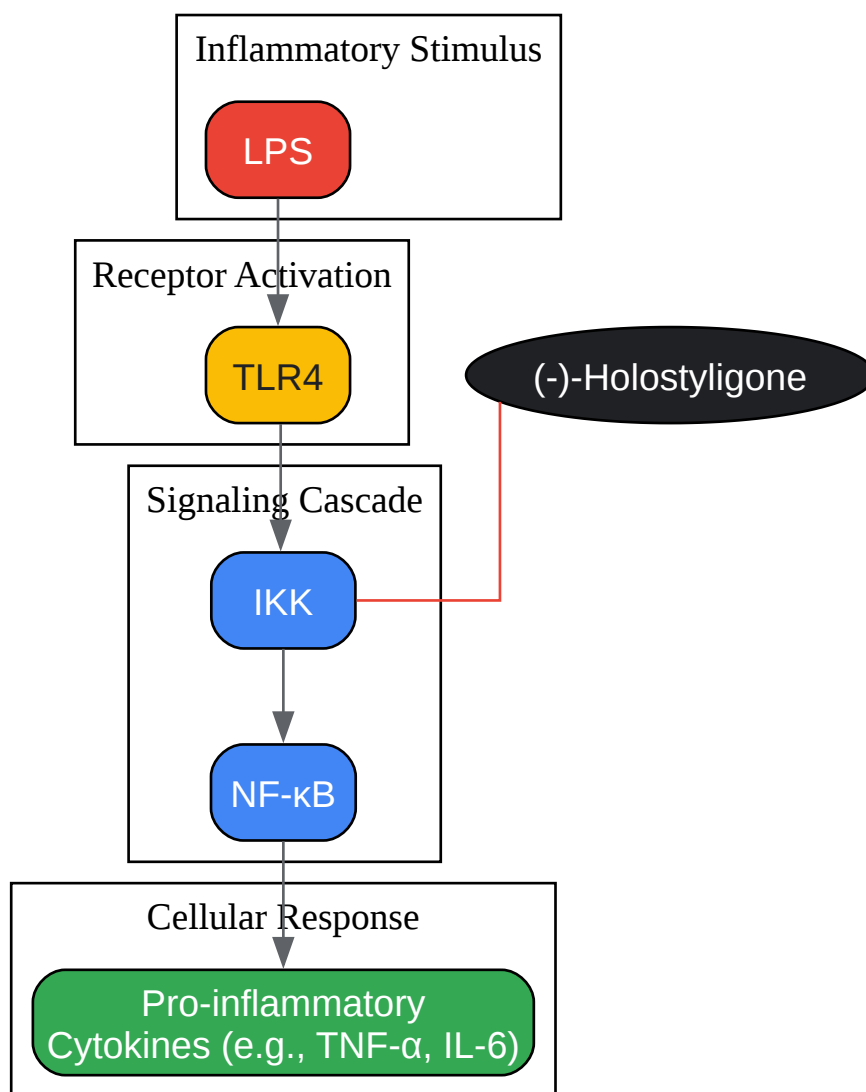 Inflammatory Stimulus
LPS
Receptor Activation
TLR4
(-)-Holostyligone
Signaling Cascade
IKK
NF-κB
Cellular Response
Pro-inflammatory
Cytokines (e.g., TNF-α, IL-6)